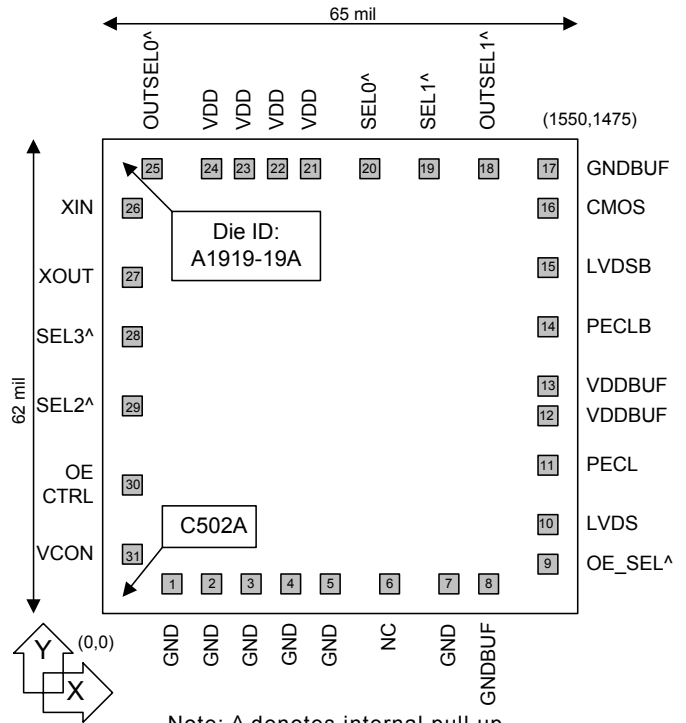 65 mil
OUTSEL0^
VDD
VDD
VDD
VDD
SEL0^
SEL1^
OUTSEL1^
(1550,1475)
25
24
23
22
21
20
19
18
17
GNDBUF
XIN
26
Die ID:
A1919-19A
16
CMOS
XOUT
27
15
LVDSB
SEL3^
28
14
PECLB
62 mil
SEL2^
29
13
VDDBUF
12
VDDBUF
OE
CTRL
30
11
PECL
C502A
10
LVDS
VCON
31
9
OE_SEL^
1
2
3
4
5
6
7
8
Y
(0,0)
X
GND
GND
GND
GND
GND
NC
GND
GNDBUF
Note: ^ denotes internal pull up